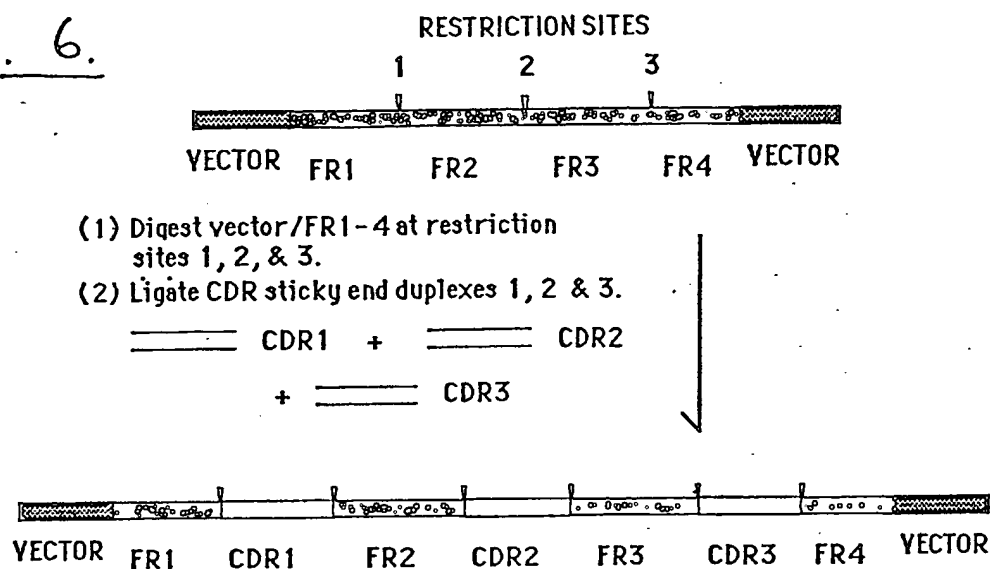 . 6.
RESTRICTION SITES
1 2 3
VECTOR FR1 FR2 FR3 FR4 VECTOR
(1) Digest vector/FR1-4 at restriction
sites 1, 2, & 3.
(2) Ligate CDR sticky end duplexes 1, 2 & 3.
CDR1 + CDR2
+ CDR3
VECTOR FR1 CDR1 FR2 CDR2 FR3 CDR3 FR4 VECTOR